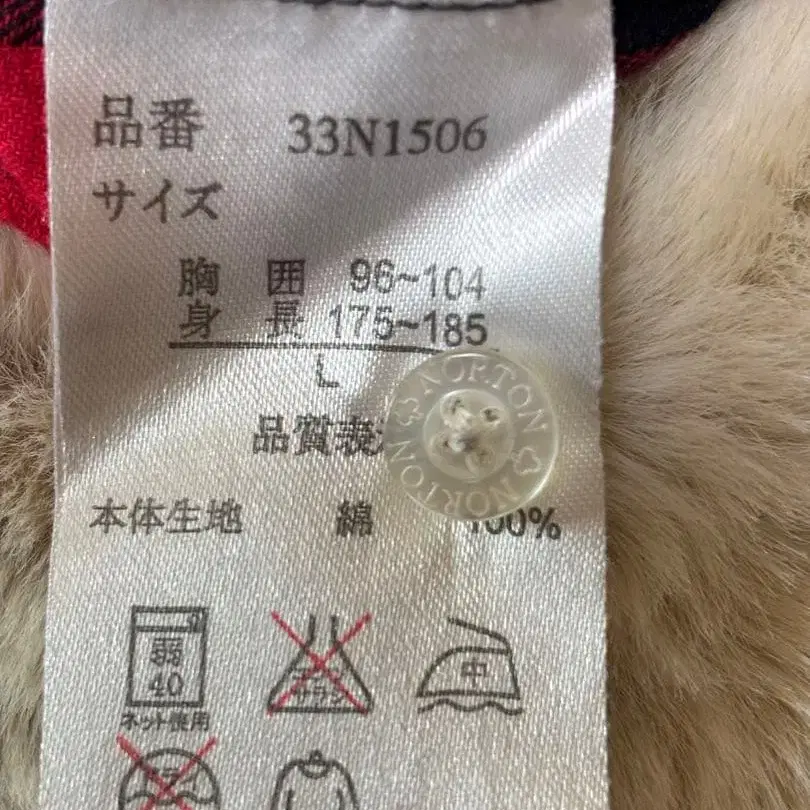 品番 33N1506
サイズ
胸囲 96~104
身長 175~185
L
品質表
NORTON NORTON
本体生地 綿 100%
弱
40
中
ネット使用